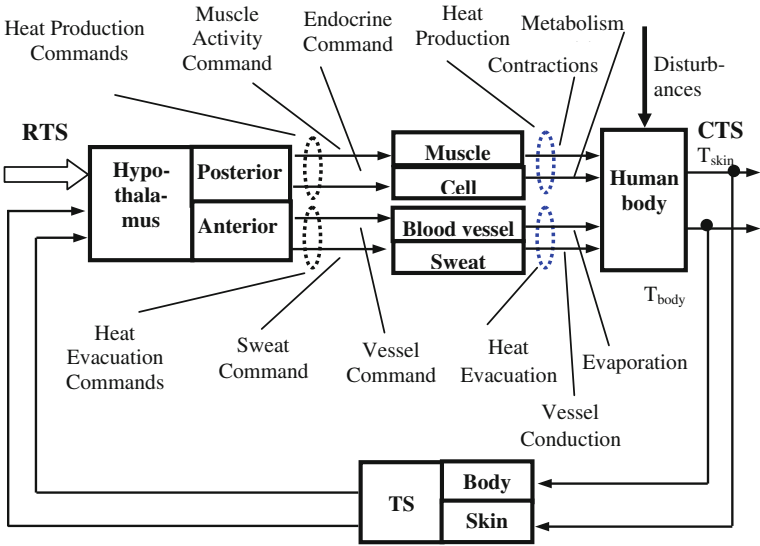 Heat Production
Commands
Muscle
Activity
Command
Endocrine
Command
Heat
Production
Metabolism
Contractions
Disturb-
ances
RTS
CTS
T_skin
Hypo-
thala-
mus
Posterior
Anterior
Muscle
Cell
Blood vessel
Sweat
Human
body
T_body
Heat
Evacuation
Commands
Sweat
Command
Vessel
Command
Heat
Evacuation
Evaporation
Vessel
Conduction
TS
Body
Skin